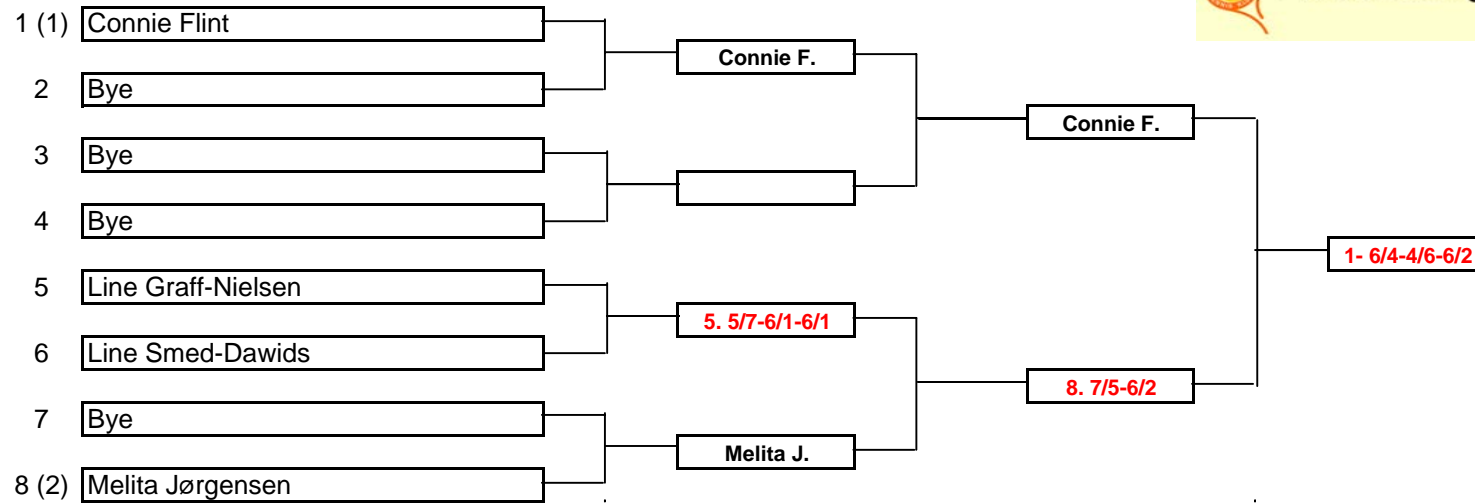 1 (1) Connie Flint
Connie F.
2 Bye
Connie F.
3 Bye
4 Bye
1- 6/4-4/6-6/2
5 Line Graff-Nielsen
5. 5/7-6/1-6/1
6 Line Smed-Dawids
8. 7/5-6/2
7 Bye
Melita J.
8 (2) Melita Jørgensen